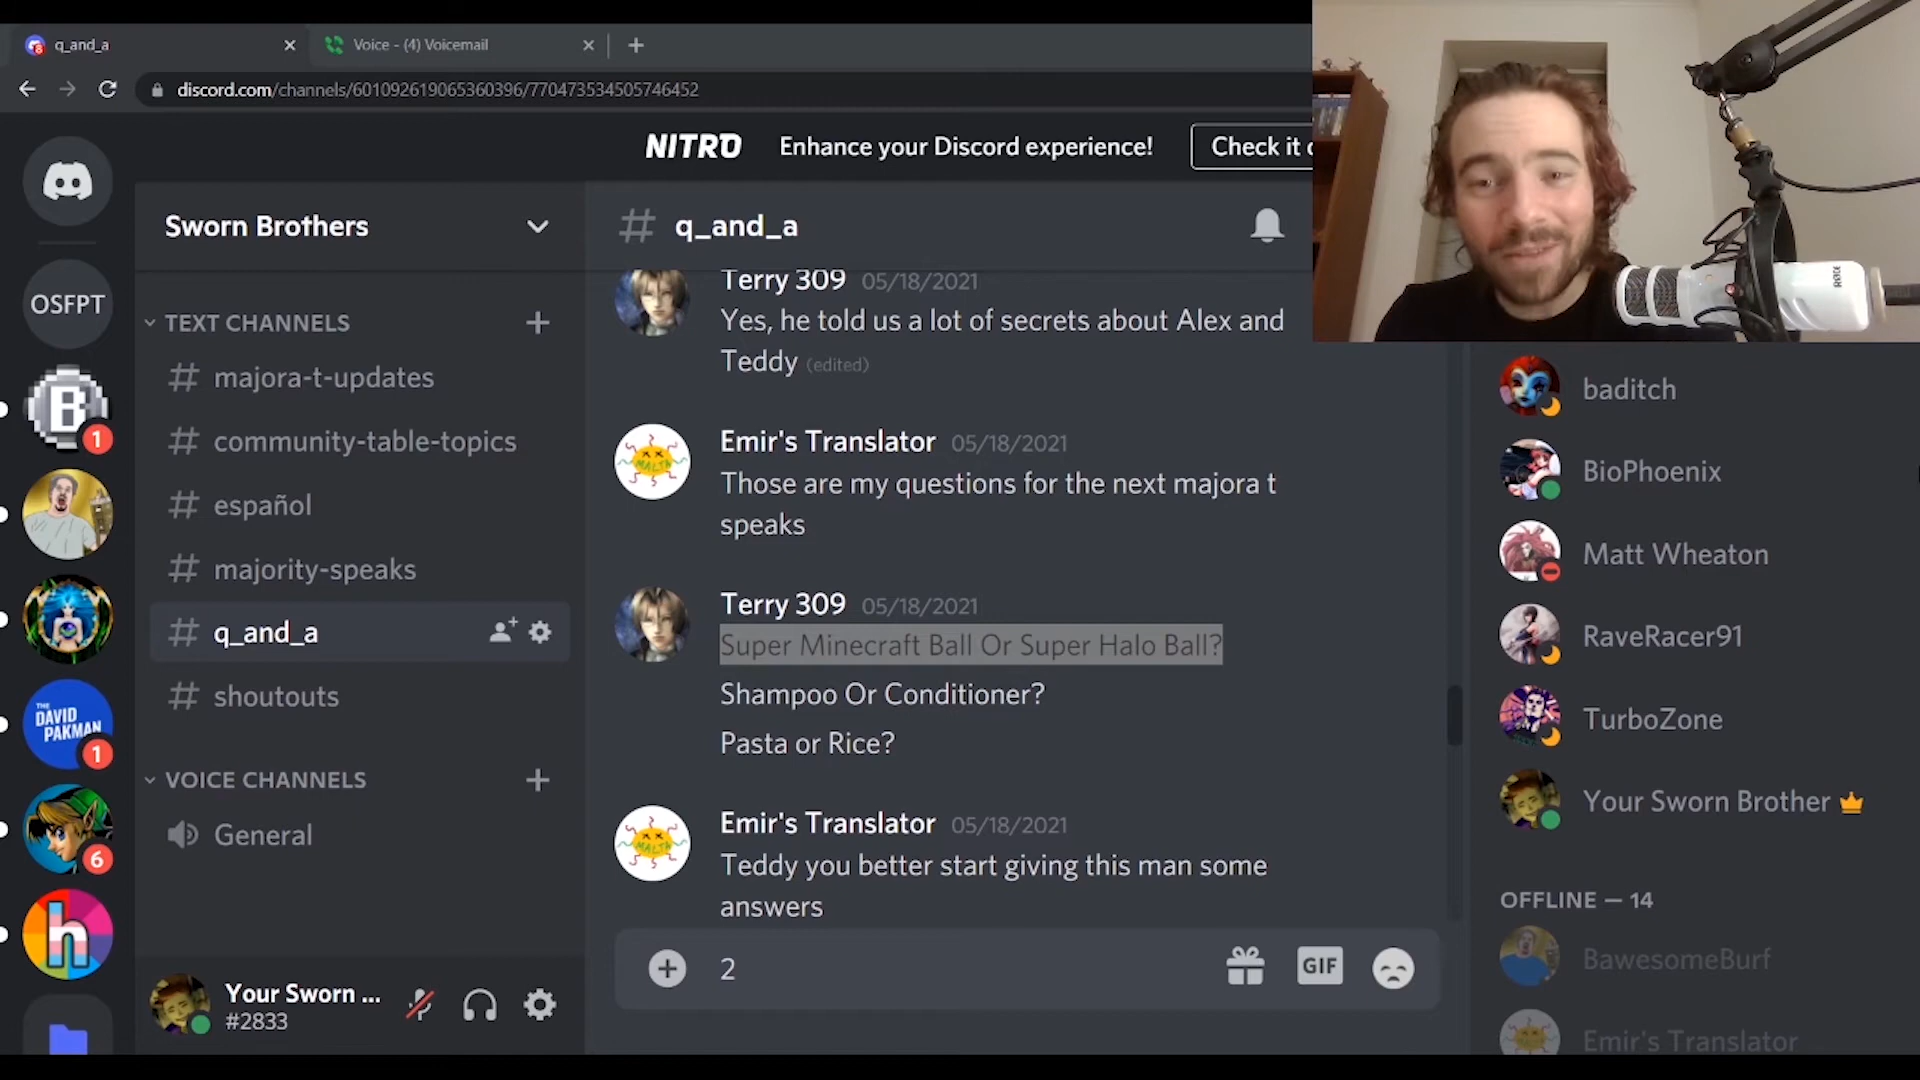 q_and_a
Voice - (4) Voicemail
discord.com/channels/601092619065360396/770473534505746452
NITRO
Enhance your Discord experience!
Check it
Sworn Brothers
q_and_a
OSFPT
TEXT CHANNELS
majora-t-updates
community-table-topics
español
majority-speaks
q_and_a
shoutouts
VOICE CHANNELS
General
B
1
THE
DAVID
PAKMAN
1
6
h
Your Sworn ...
#2833
Terry 309 05/18/2021
Yes, he told us a lot of secrets about Alex and
Teddy (edited)
MALTA
Emir's Translator 05/18/2021
Those are my questions for the next majora t
speaks
Terry 309 05/18/2021
Super Minecraft Ball Or Super Halo Ball?
Shampoo Or Conditioner?
Pasta or Rice?
MALTA
Emir's Translator 05/18/2021
Teddy you better start giving this man some
answers
2
GIF
RØDE
baditch
BioPhoenix
Matt Wheaton
RaveRacer91
TurboZone
Your Sworn Brother
OFFLINE — 14
BawesomeBurf
Emir's Translator